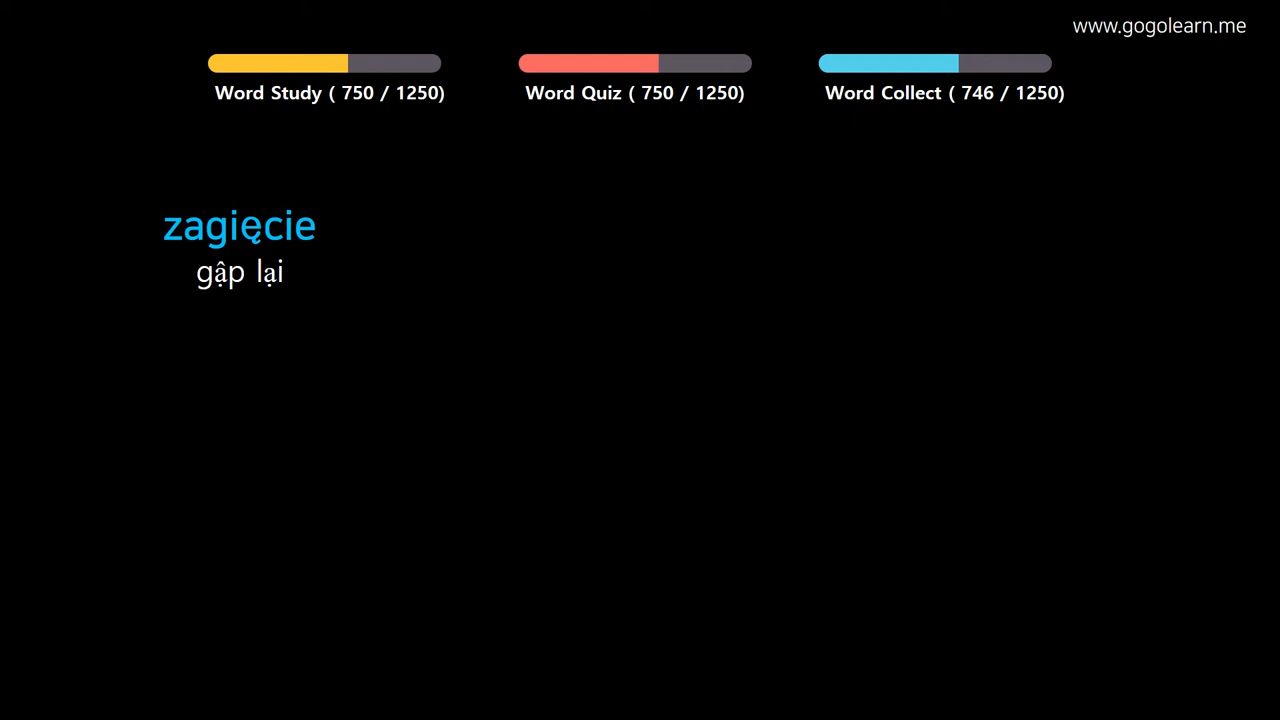 www.gogolearn.me
Word Study ( 750 / 1250)
Word Quiz ( 750 / 1250)
Word Collect ( 746 / 1250)
zagięcie
gập lại